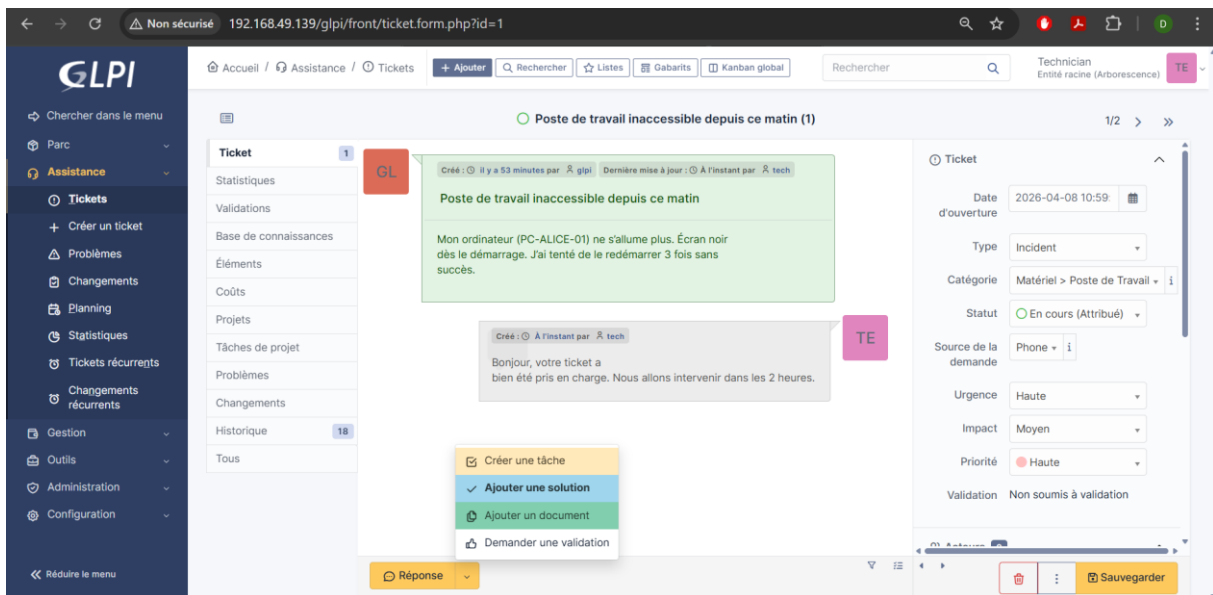 Non sécurisé 192.168.49.139/glpi/front/ticket.form.php?id=1
D
GLPI
Accueil / Assistance / Tickets
+ Ajouter
Rechercher
Listes
Gabarits
Kanban global
Rechercher
Technician
Entité racine (Arborescence)
TE
Chercher dans le menu
Parc
Assistance
Tickets
+ Créer un ticket
Problèmes
Changements
Planning
Statistiques
Tickets récurrents
Changements
récurrents
Gestion
Outils
Administration
Configuration
Réduire le menu
Poste de travail inaccessible depuis ce matin (1)
1/2
Ticket 1
Statistiques
Validations
Base de connaissances
Éléments
Coûts
Projets
Tâches de projet
Problèmes
Changements
Historique 18
Tous
GL
Créé : il y a 53 minutes par glpi Dernière mise à jour : À l'instant par tech
Poste de travail inaccessible depuis ce matin
Mon ordinateur (PC-ALICE-01) ne s'allume plus. Écran noir
dès le démarrage. J'ai tenté de le redémarrer 3 fois sans
succès.
Créé : À l'instant par tech
TE
Bonjour, votre ticket a
bien été pris en charge. Nous allons intervenir dans les 2 heures.
Créer une tâche
Ajouter une solution
Ajouter un document
Demander une validation
Réponse
Ticket
Date
d'ouverture
2026-04-08 10:59:
Type
Incident
Catégorie
Matériel > Poste de Travail
i
Statut
En cours (Attribué)
Source de la
demande
Phone
i
Urgence
Haute
Impact
Moyen
Priorité
Haute
Validation
Non soumis à validation
Sauvegarder